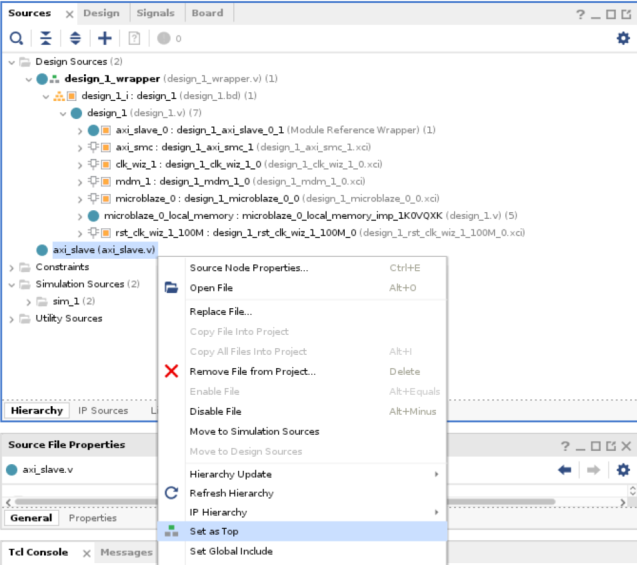 Sources
Design
Signals
Board
? _
0
Design Sources (2)
design_1_wrapper (design_1_wrapper.v) (1)
design_1_i : design_1 (design_1.bd) (1)
design_1 (design_1.v) (7)
axi_slave_0 : design_1_axi_slave_0_1 (Module Reference Wrapper) (1)
axi_smc : design_1_axi_smc_1 (design_1_axi_smc_1.xci)
clk_wiz_1 : design_1_clk_wiz_1_0 (design_1_clk_wiz_1_0.xci)
mdm_1 : design_1_mdm_1_0 (design_1_mdm_1_0.xci)
microblaze_0 : design_1_microblaze_0_0 (design_1_microblaze_0_0.xci)
microblaze_0_local_memory : microblaze_0_local_memory_imp_1K0VQXK (design_1.v) (5)
rst_clk_wiz_1_100M : design_1_rst_clk_wiz_1_100M_0 (design_1_rst_clk_wiz_1_100M_0.xci)
axi_slave (axi_slave.v)
Constraints
Simulation Sources (2)
sim_1 (2)
Utility Sources
Source Node Properties... Ctrl+E
Open File Alt+O
Replace File...
Copy File Into Project
Copy All Files Into Project Alt+I
Remove File from Project... Delete
Enable File Alt+Equals
Disable File Alt+Minus
Move to Simulation Sources
Move to Design Sources
Hierarchy Update
Refresh Hierarchy
IP Hierarchy
Set as Top
Set Global Include
Hierarchy
IP Sources
Source File Properties
axi_slave.v
General
Properties
Tcl Console
Messages